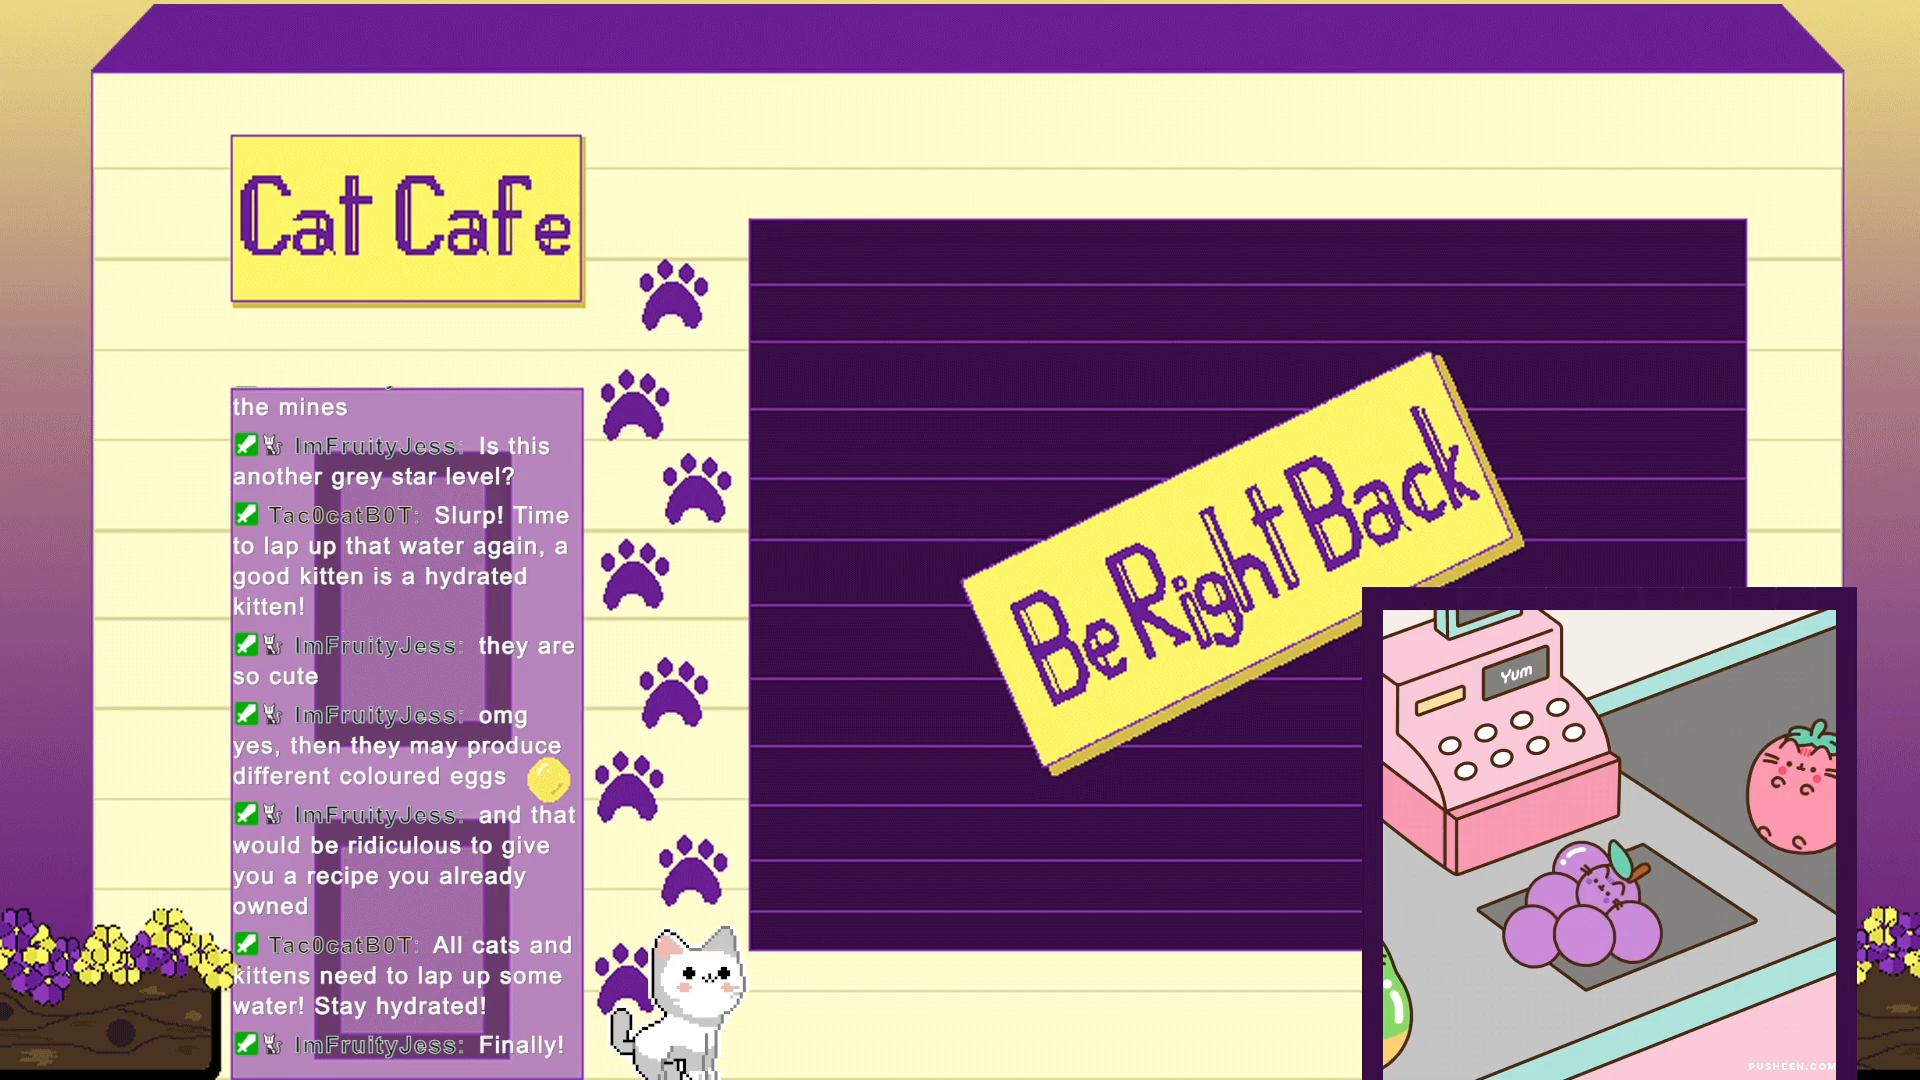 Cat Cafe
the mines
ImFruityJess: Is this
another grey star level?
Tac0catB0T: Slurp! Time
to lap up that water again, a
good kitten is a hydrated
kitten!
ImFruityJess: they are
so cute
ImFruityJess: omg
yes, then they may produce
different coloured eggs
ImFruityJess: and that
would be ridiculous to give
you a recipe you already
owned
Tac0catB0T: All cats and
kittens need to lap up some
water! Stay hydrated!
ImFruityJess: Finally!
Be Right Back
Yum
PUSHEEN.COM